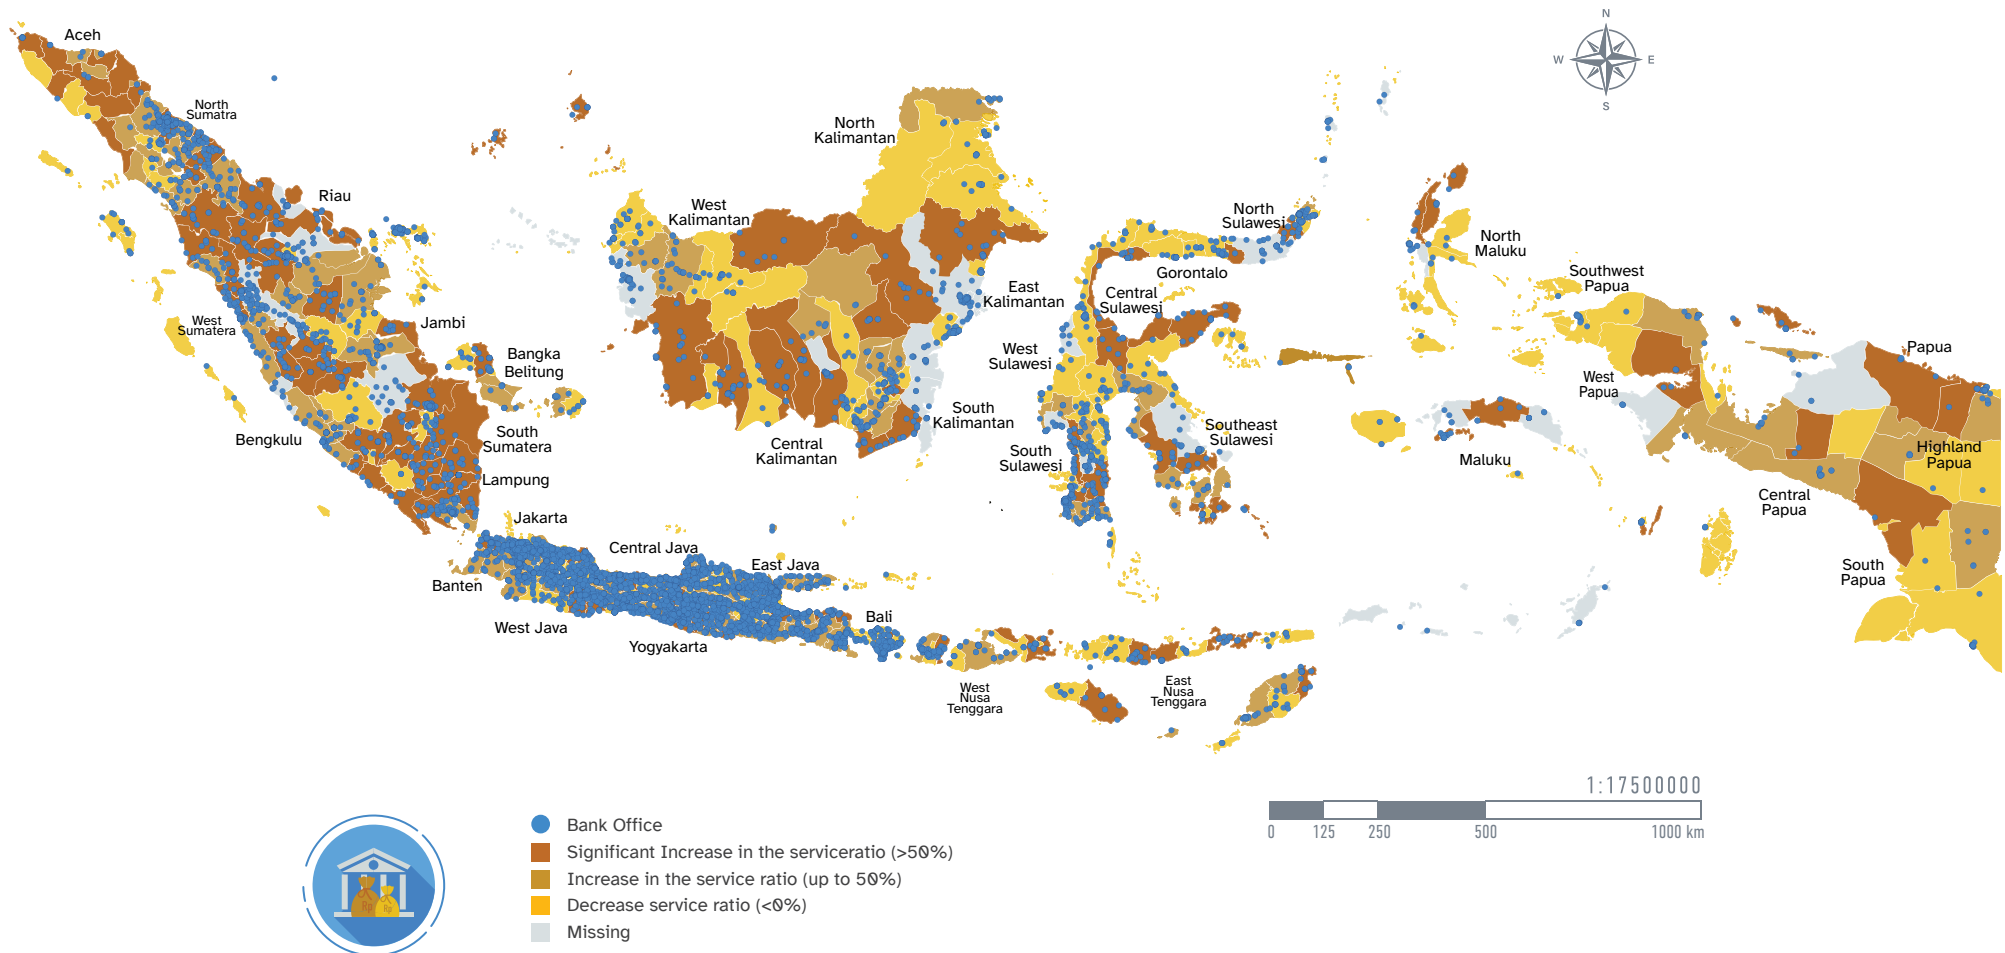 Aceh
North
Sumatra
Riau
West
Sumatera
Jambi
Bangka
Belitung
Bengkulu
South
Sumatera
Lampung
Jakarta
Banten
West Java
Central Java
Yogyakarta
East Java
Bali
West
Nusa
Tenggara
East
Nusa
Tenggara
North
Kalimantan
West
Kalimantan
East
Kalimantan
South
Kalimantan
Central
Kalimantan
North
Sulawesi
Gorontalo
Central
Sulawesi
West
Sulawesi
South
Sulawesi
Southeast
Sulawesi
North
Maluku
Maluku
Southwest
Papua
West
Papua
Papua
Highland
Papua
Central
Papua
South
Papua
N
W
E
S
1:17500000
0 125 250 500 1000 km
Rp
Rp
Bank Office
Significant Increase in the serviceratio (>50%)
Increase in the service ratio (up to 50%)
Decrease service ratio (<0%)
Missing